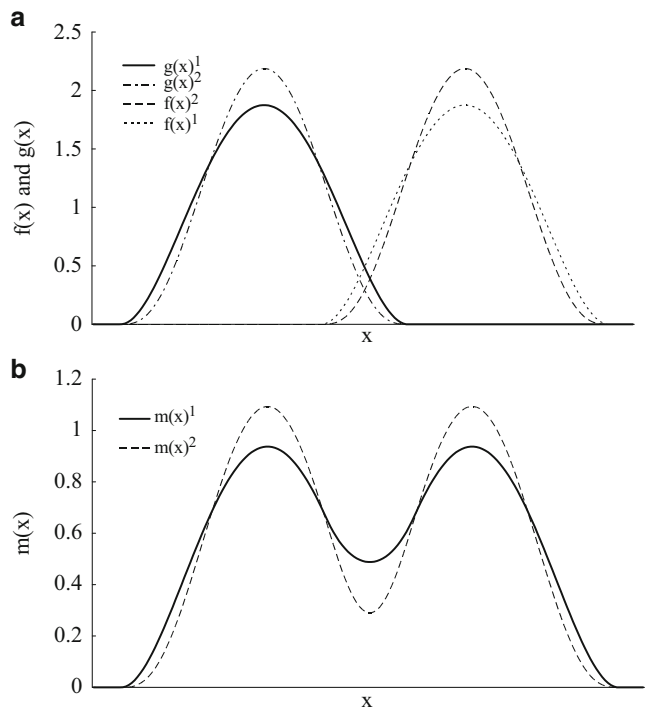 a
2.5
2
1.5
1
0.5
0
f(x) and g(x)
g(x)¹
g(x)²
f(x)²
f(x)¹
x
b
1.2
1
0.8
0.6
0.4
0.2
0
m(x)
m(x)¹
m(x)²
x